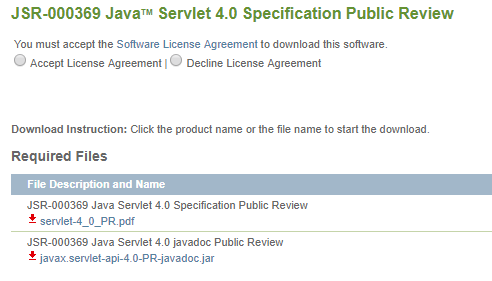 JSR-000369 Java™ Servlet 4.0 Specification Public Review
You must accept the Software License Agreement to download this software.
Accept License Agreement | Decline License Agreement
Download Instruction: Click the product name or the file name to start the download.
Required Files
File Description and Name
JSR-000369 Java Servlet 4.0 Specification Public Review
servlet-4_0_PR.pdf
JSR-000369 Java Servlet 4.0 javadoc Public Review
javax.servlet-api-4.0-PR-javadoc.jar